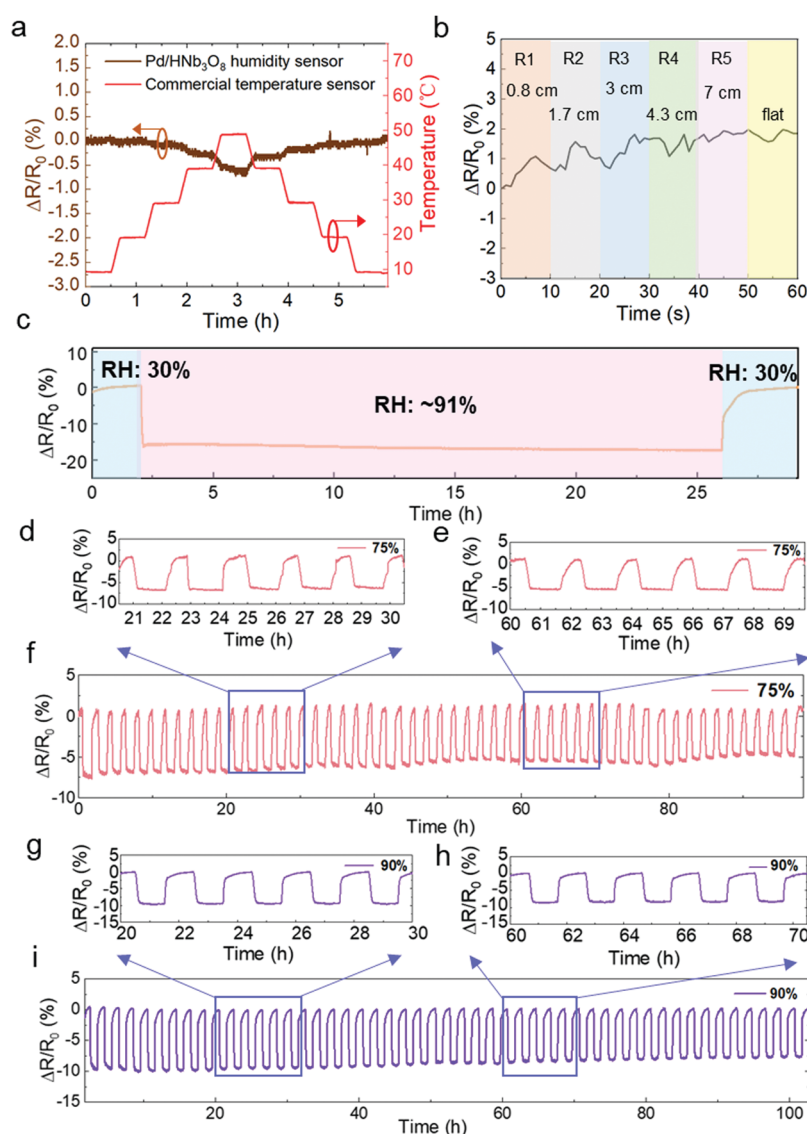 a
ΔR/R₀ (%)
2.0
1.5
1.0
0.5
0.0
-0.5
-1.0
-1.5
-2.0
-2.5
-3.0
Pd/HNb₃O₈ humidity sensor
Commercial temperature sensor
70
60
50
40
30
20
10
Temperature (℃)
0 1 2 3 4 5
Time (h)
b
ΔR/R₀ (%)
5
4
3
2
1
0
-1
-2
-3
R1 R2 R3 R4 R5
0.8 cm 1.7 cm 3 cm 4.3 cm 7 cm flat
0 10 20 30 40 50 60
Time (s)
c
ΔR/R₀ (%)
10
0
-10
-20
RH: 30%
RH: ~91%
RH: 30%
0 5 10 15 20 25
Time (h)
d
ΔR/R₀ (%)
5
0
-5
-10
75%
21 22 23 24 25 26 27 28 29 30
Time (h)
e
ΔR/R₀ (%)
5
0
-5
-10
75%
60 61 62 63 64 65 66 67 68 69
Time (h)
f
ΔR/R₀ (%)
5
0
-5
-10
75%
0 20 40 60 80
Time (h)
g
ΔR/R₀ (%)
5
0
-5
-10
-15
90%
20 22 24 26 28 30
Time (h)
h
ΔR/R₀ (%)
5
0
-5
-10
-15
90%
60 62 64 66 68 70
Time (h)
i
ΔR/R₀ (%)
5
0
-5
-10
-15
90%
20 40 60 80 100
Time (h)